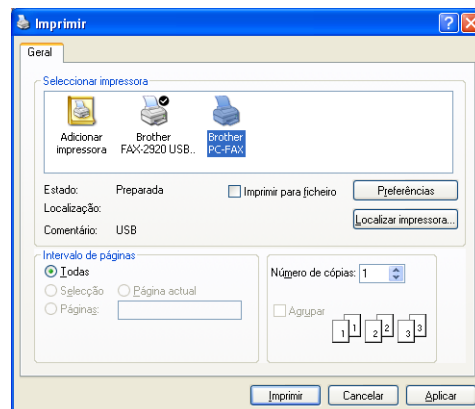 Imprimir
Geral
Seleccionar impressora
Adicionar impressora
Brother FAX-2920 USB..
Brother PC-FAX
Estado: Preparada
Imprimir para ficheiro
Preferências
Localização:
Localizar impressora...
Comentário: USB
Intervalo de páginas
Todas
Selecção
Página actual
Páginas:
Número de cópias: 1
Agrupar
1 1 2 2 3 3
Imprimir
Cancelar
Aplicar